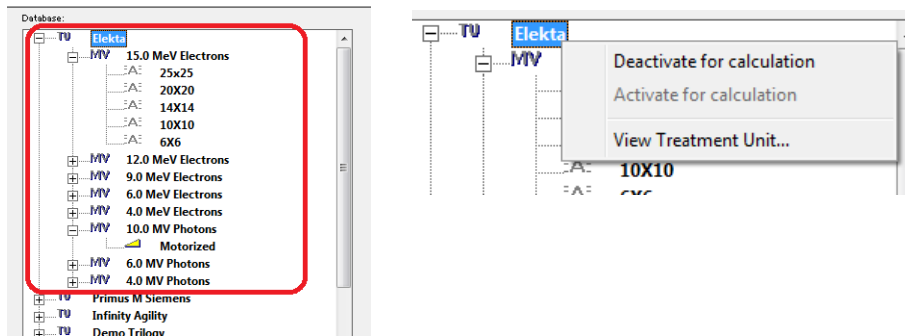 Database:
TU Elekta
MV 15.0 MeV Electrons
A 25x25
A 20X20
A 14X14
A 10X10
A 6X6
MV 12.0 MeV Electrons
MV 9.0 MeV Electrons
MV 6.0 MeV Electrons
MV 4.0 MeV Electrons
MV 10.0 MV Photons
Motorized
MV 6.0 MV Photons
MV 4.0 MV Photons
TU Primus M Siemens
TU Infinity Agility
TU Demo Trilogy
TU Elekta
MV
Deactivate for calculation
Activate for calculation
View Treatment Unit...
A 10X10
A 6X6